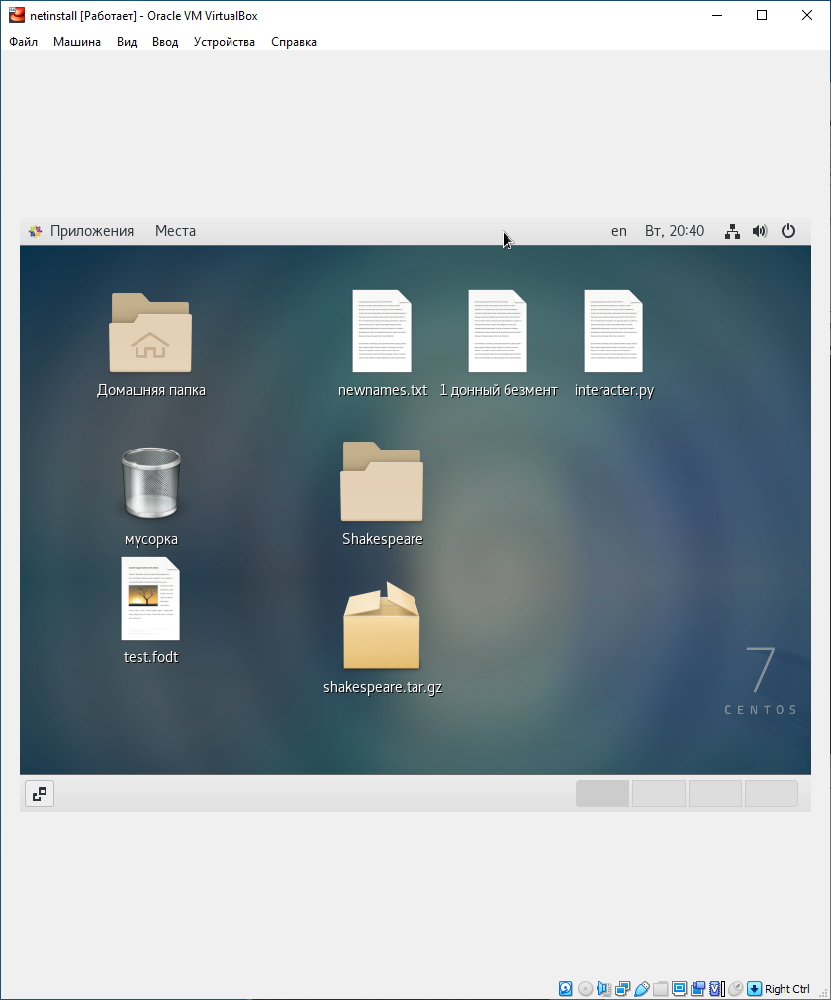 netinstall [Работает] - Oracle VM VirtualBox
Файл Машина Вид Ввод Устройства Справка
Приложения Места en Вт, 20:40
Домашняя папка newnames.txt 1 донный безмент interacter.py
мусорка Shakespeare
test.fodt
shakespeare.tar.gz
7
CENTOS
Right Ctrl